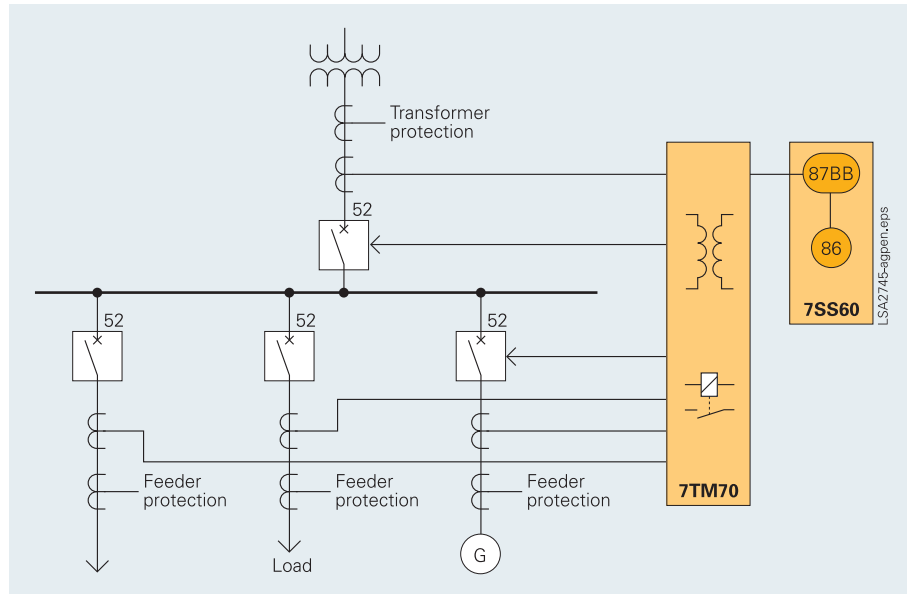 Transformer
protection
52
87BB
86
7SS60
LSA2745-agpen.eps
52
52
52
7TM70
Feeder
protection
Feeder
protection
Feeder
protection
Load
G